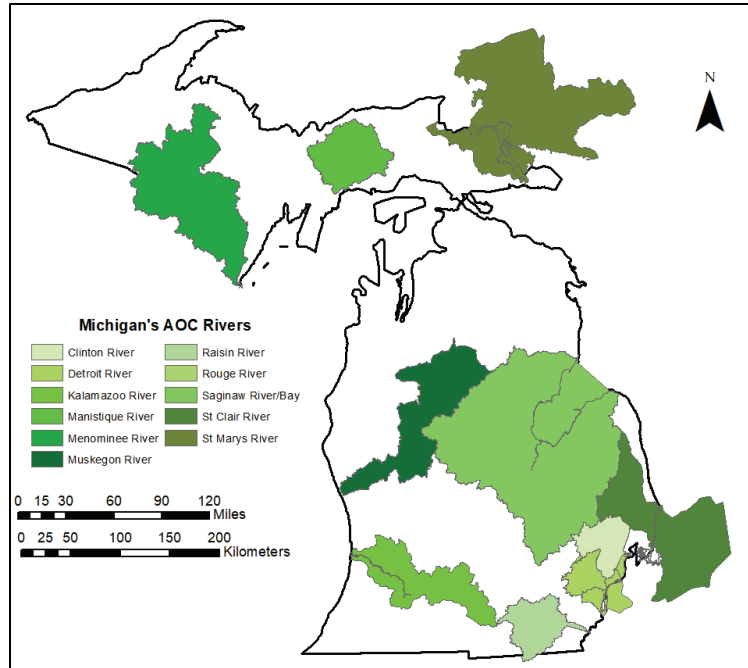 N
Michigan's AOC Rivers
Clinton River
Detroit River
Kalamazoo River
Manistique River
Menominee River
Muskegon River
Raisin River
Rouge River
Saginaw River/Bay
St Clair River
St Marys River
0 15 30 60 90 120 Miles
0 25 50 100 150 200 Kilometers